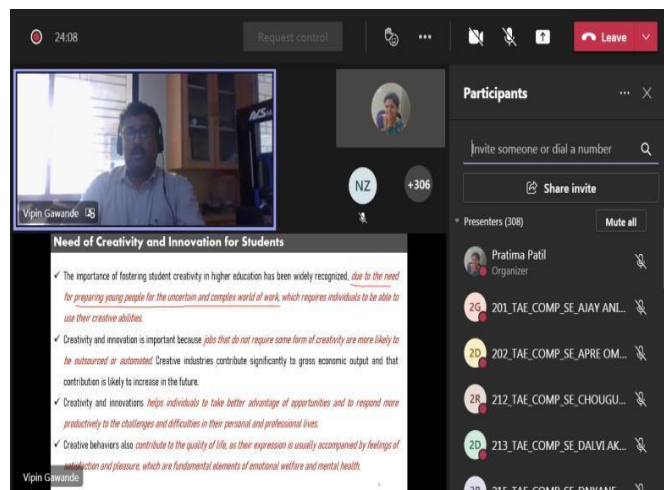 24:08
Request control
Leave
Participants
Invite someone or dial a number
Share invite
Presenters (308)
Mute all
Pratima Patil
Organizer
2G 201_TAE_COMP_SE_AJAY ANI...
2D 202_TAE_COMP_SE_APRE OM...
2R 212_TAE_COMP_SE_CHOUGU...
2D 213_TAE_COMP_SE_DALVI AK...
NZ
+306
Vipin Gawande
Need of Creativity and Innovation for Students
✓ The importance of fostering student creativity in higher education has been widely recognized, due to the need
for preparing young people for the uncertain and complex world of work, which requires individuals to be able to
use their creative abilities.
✓ Creativity and innovation is important because jobs that do not require some form of creativity are more likely to
be outsourced or automated. Creative industries contribute significantly to gross economic output and that
contribution is likely to increase in the future.
✓ Creativity and innovations helps individuals to take better advantage of opportunities and to respond more
productively to the challenges and difficulties in their personal and professional lives.
✓ Creative behaviors also contribute to the quality of life, as their expression is usually accompanied by feelings of
satisfaction and pleasure, which are fundamental elements of emotional welfare and mental health.
Vipin Gawande